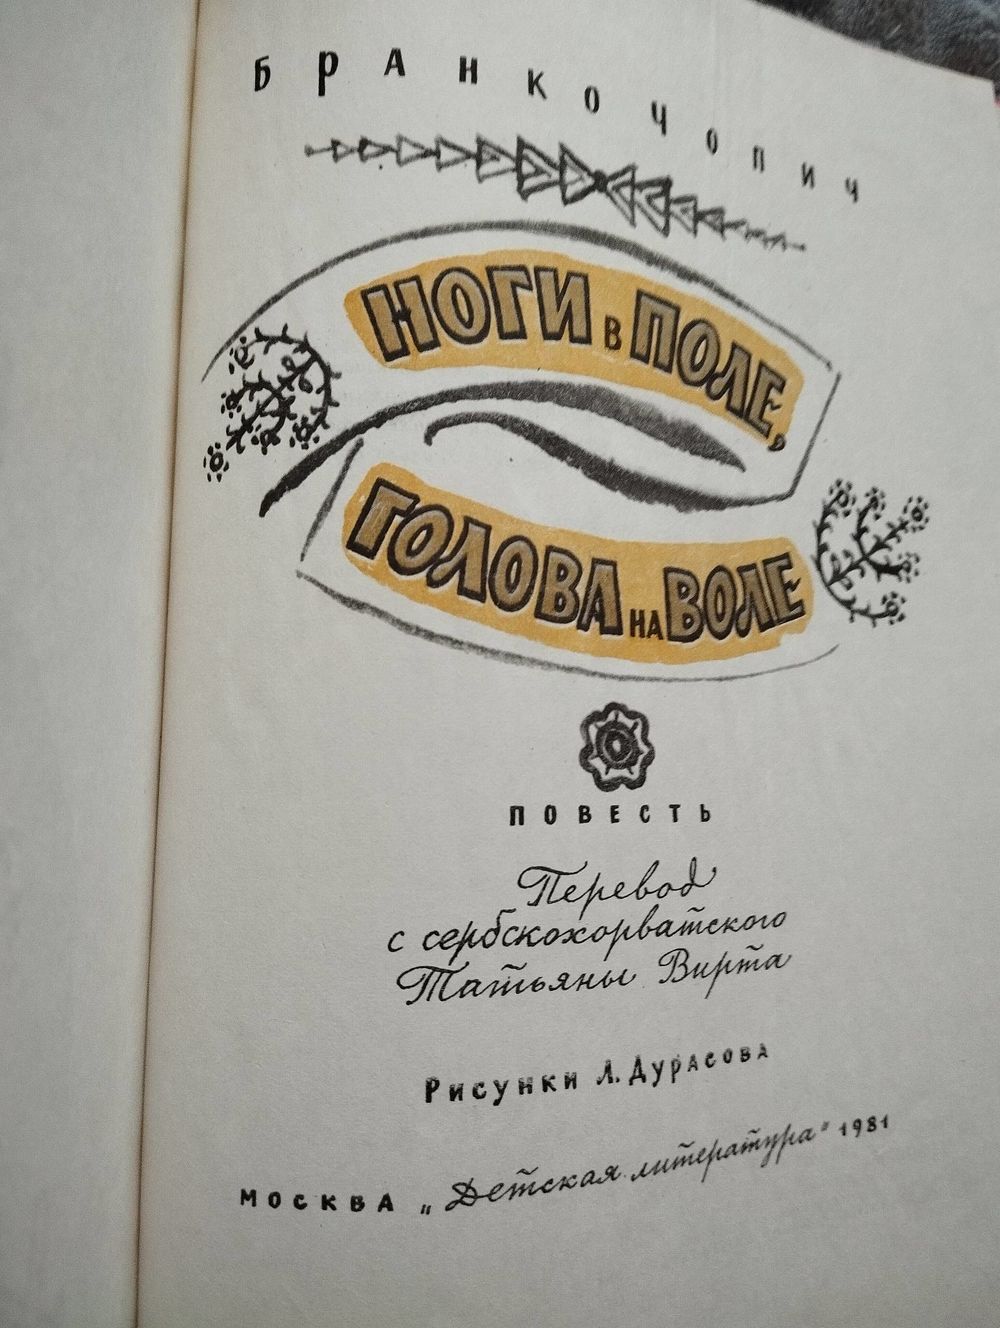 БРАНКО ЧОПИЧ
НОГИ В ПОЛЕ,
ГОЛОВА НА ВОЛЕ
ПОВЕСТЬ
Перевод
с сербскохорватского
Татьяны Вирта
Рисунки Л. Дурасова
МОСКВА „Детская литература" 1981